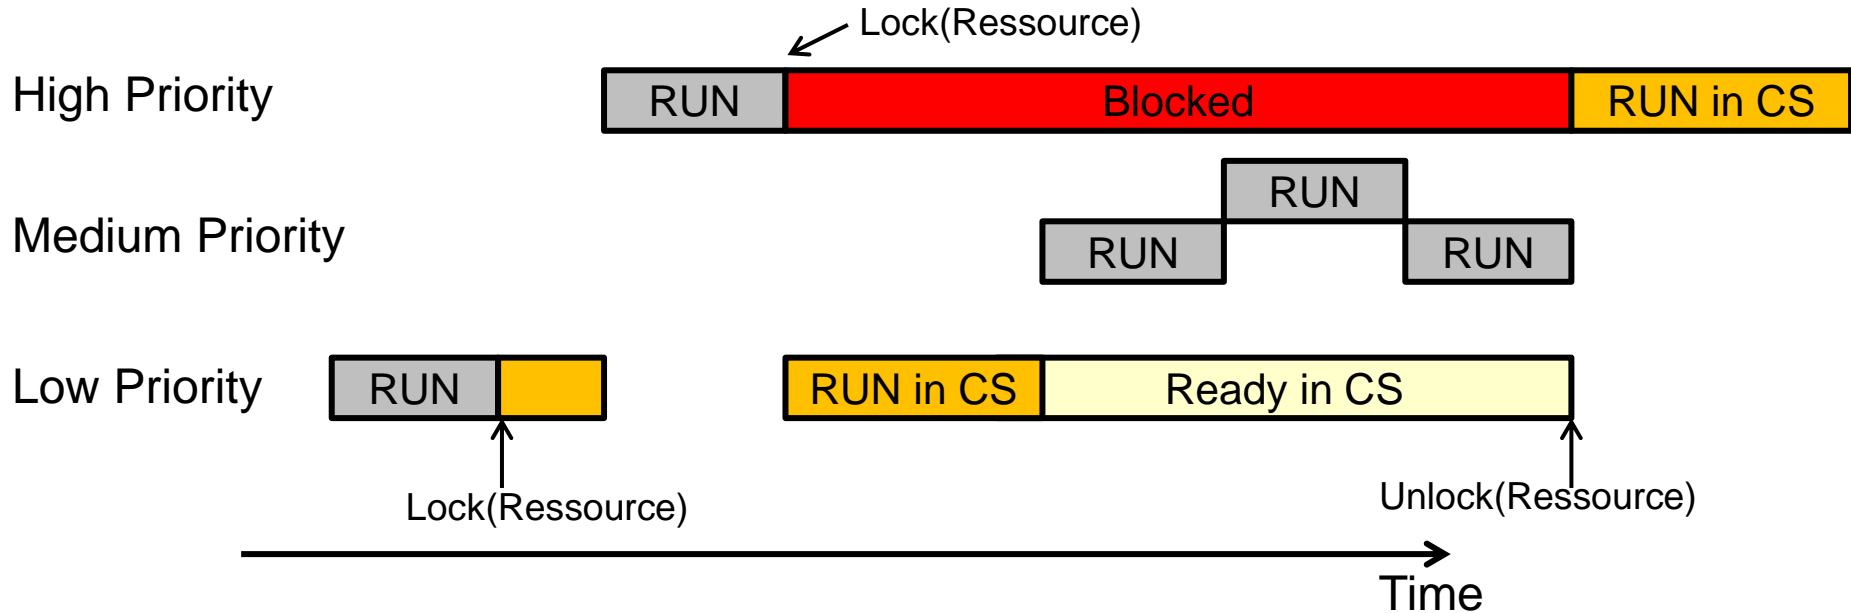 Lock(Ressource)
High Priority
RUN
Blocked
RUN in CS
RUN
Medium Priority
RUN
RUN
Low Priority
RUN
RUN in CS
Ready in CS
Lock(Ressource)
Unlock(Ressource)
Time